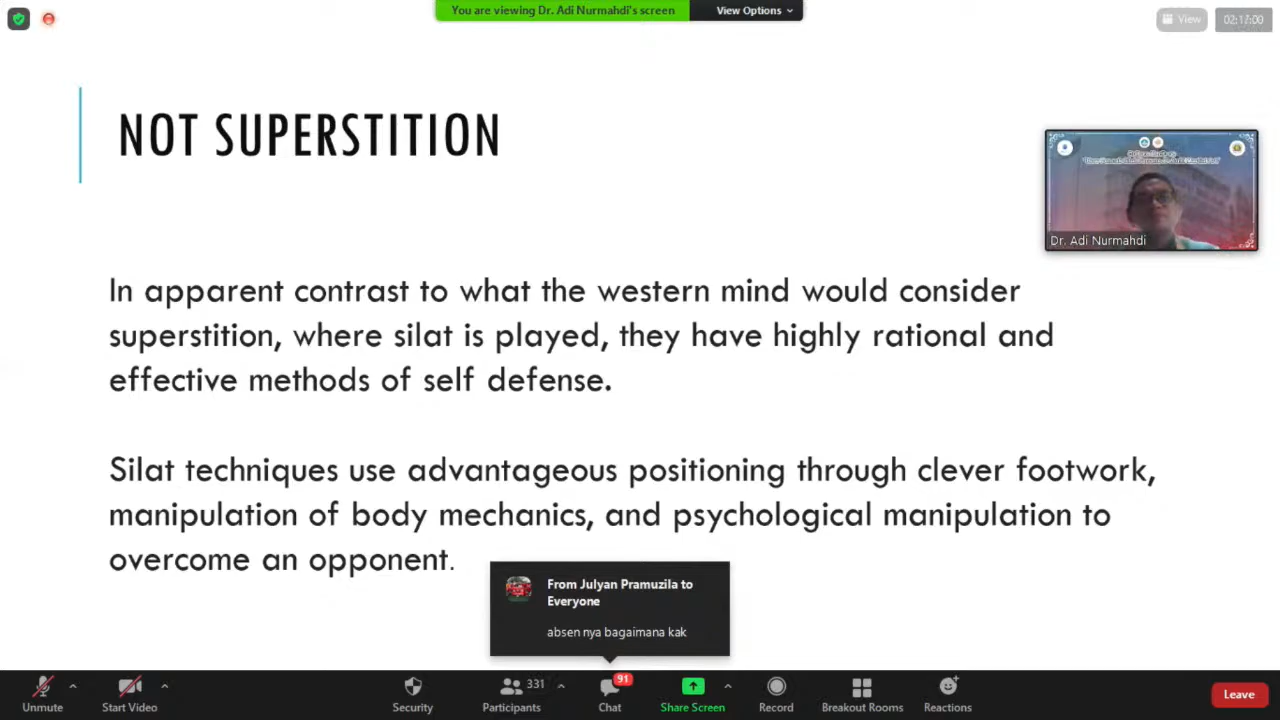 You are viewing Dr. Adi Nurmahdi's screen
View Options
View
02:17:00
NOT SUPERSTITION
Dr. Adi Nurmahdi
In apparent contrast to what the western mind would consider
superstition, where silat is played, they have highly rational and
effective methods of self defense.
Silat techniques use advantageous positioning through clever footwork,
manipulation of body mechanics, and psychological manipulation to
overcome an opponent.
From Julyan Pramuzila to
Everyone
absen nya bagaimana kak
Unmute
Start Video
Security
331
Participants
91
Chat
Share Screen
Record
Breakout Rooms
Reactions
Leave